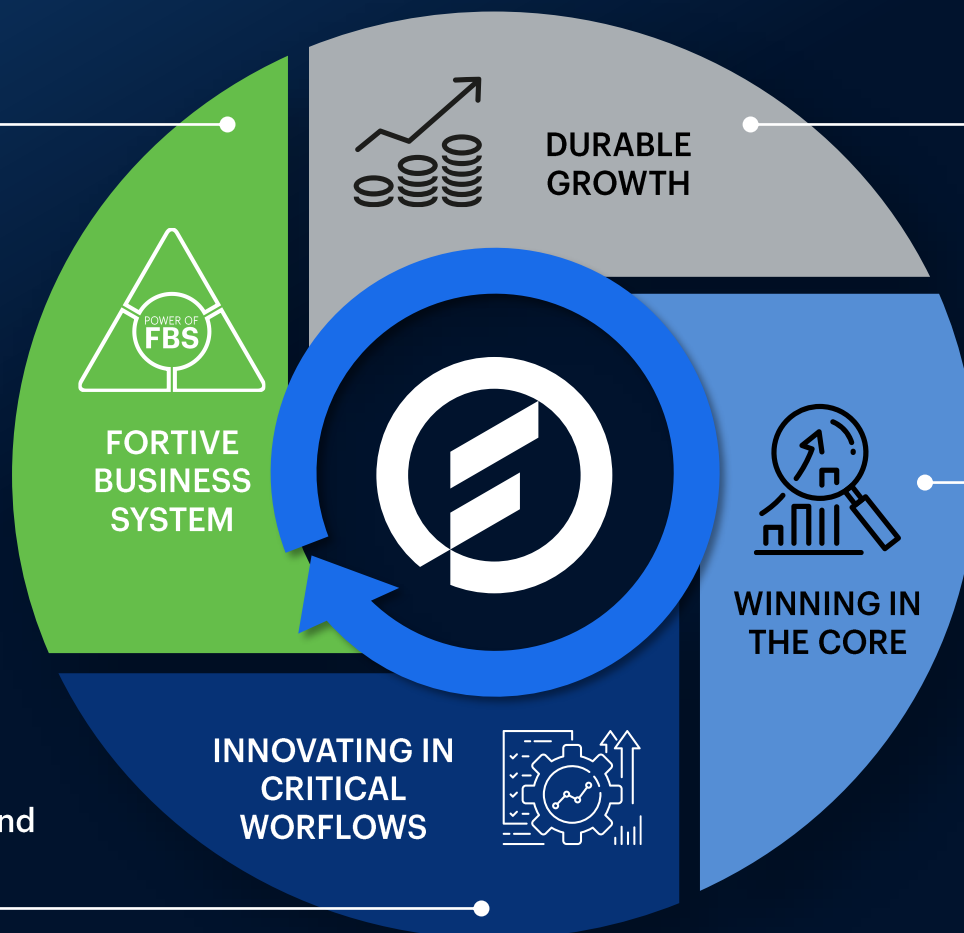 DURABLE
GROWTH
POWER OF
FBS
FORTIVE
BUSINESS
SYSTEM
WINNING IN
THE CORE
INNOVATING IN
CRITICAL
WORFLOWS
nd